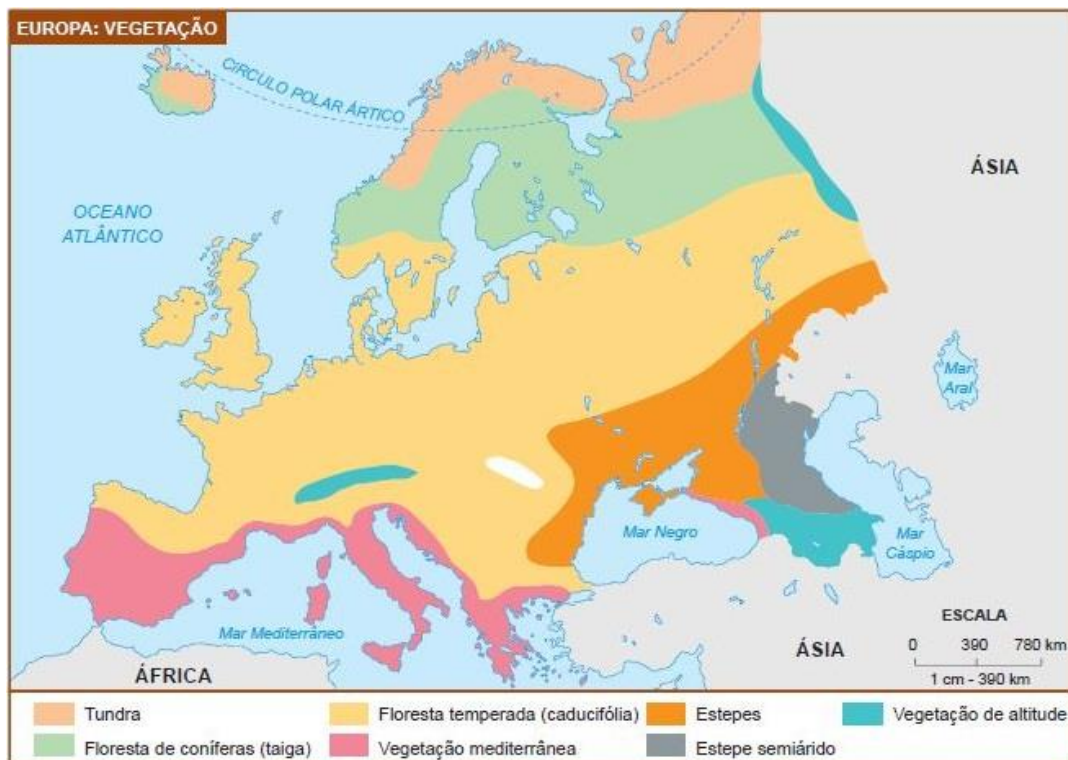 EUROPA: VEGETAÇÃO
CÍRCULO POLAR ÁRTICO
ÁSIA
OCEANO
ATLÂNTICO
Mar
Aral
Mar Negro
Mar
Cáspio
Mar Mediterrâneo
ÁFRICA
ÁSIA
ESCALA
0 390 780 km
1 cm - 390 km
Tundra
Floresta temperada (caducifólia)
Estepes
Vegetação de altitude
Floresta de coníferas (taiga)
Vegetação mediterrânea
Estepe semiárido